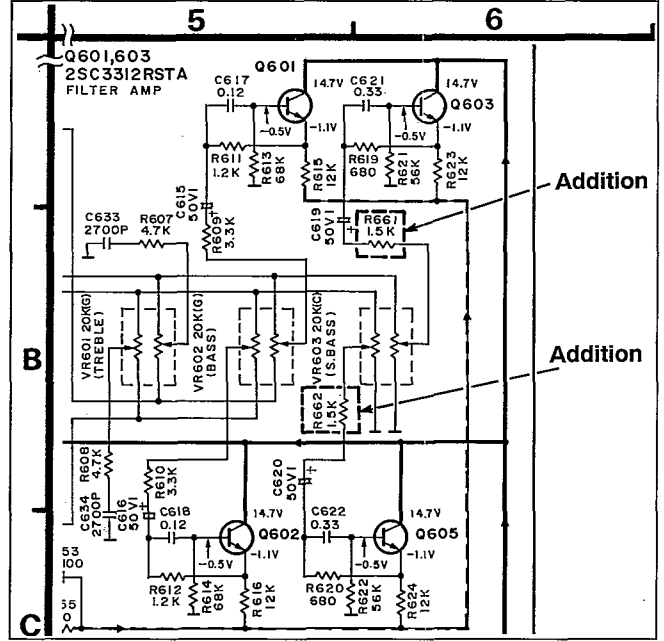 5
6
Q601,603
2SC3312RSTA
FILTER AMP
Q601
C617
0.12
14.7V
-1.1V
-0.5V
R611
1.2K
R613
68K
R615
12K
C621
0.33
14.7V
Q603
-1.1V
-0.5V
R619
680
R621
56K
R623
12K
C615
50V1
+
R609
3.3K
C619
50V1
+
R661
1.5K
Addition
C633
2700P
R607
4.7K
B
VR601 20K(G)
(TREBLE)
VR602 20K(G)
(BASS)
VR603 20K(C)
(S.BASS)
Addition
R662
1.5K
R608
4.7K
C634
2700P
R610
3.3K
C616
50V1
+
C618
0.12
14.7V
Q602
-1.1V
-0.5V
R612
1.2K
R614
68K
R616
12K
C620
50V1
+
C622
0.33
14.7V
Q605
-1.1V
-0.5V
R620
680
R622
56K
R624
12K
53
100
55
0
C